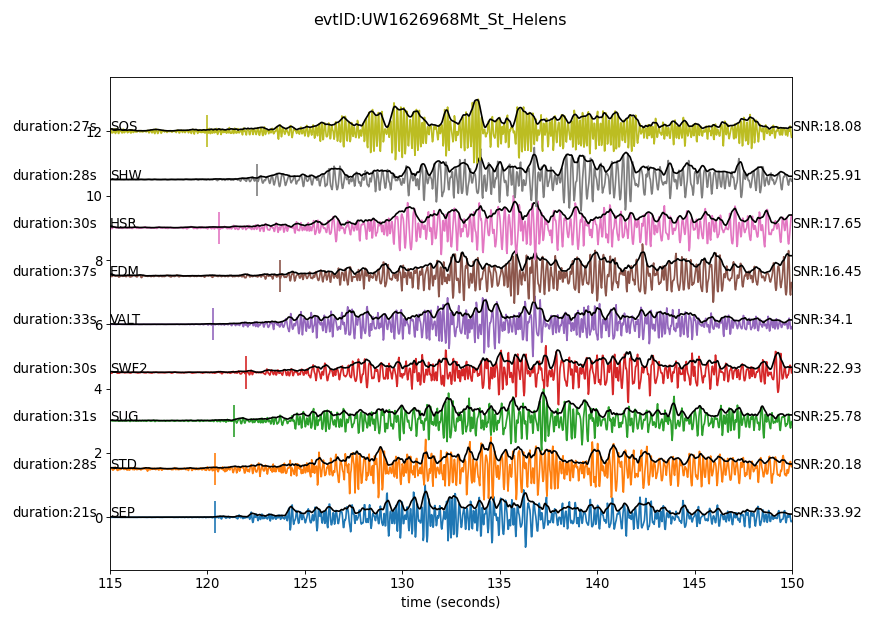 evtID:UW1626968Mt_St_Helens
duration:27s SOS SNR:18.08
12
duration:28s SHW SNR:25.91
10
duration:30s HSR SNR:17.65
8
duration:37s EDM SNR:16.45
duration:33s VALT SNR:34.1
6
duration:30s SWF2 SNR:22.93
4
duration:31s SUG SNR:25.78
2
duration:28s STD SNR:20.18
duration:21s SEP SNR:33.92
0
115 120 125 130 135 140 145 150
time (seconds)